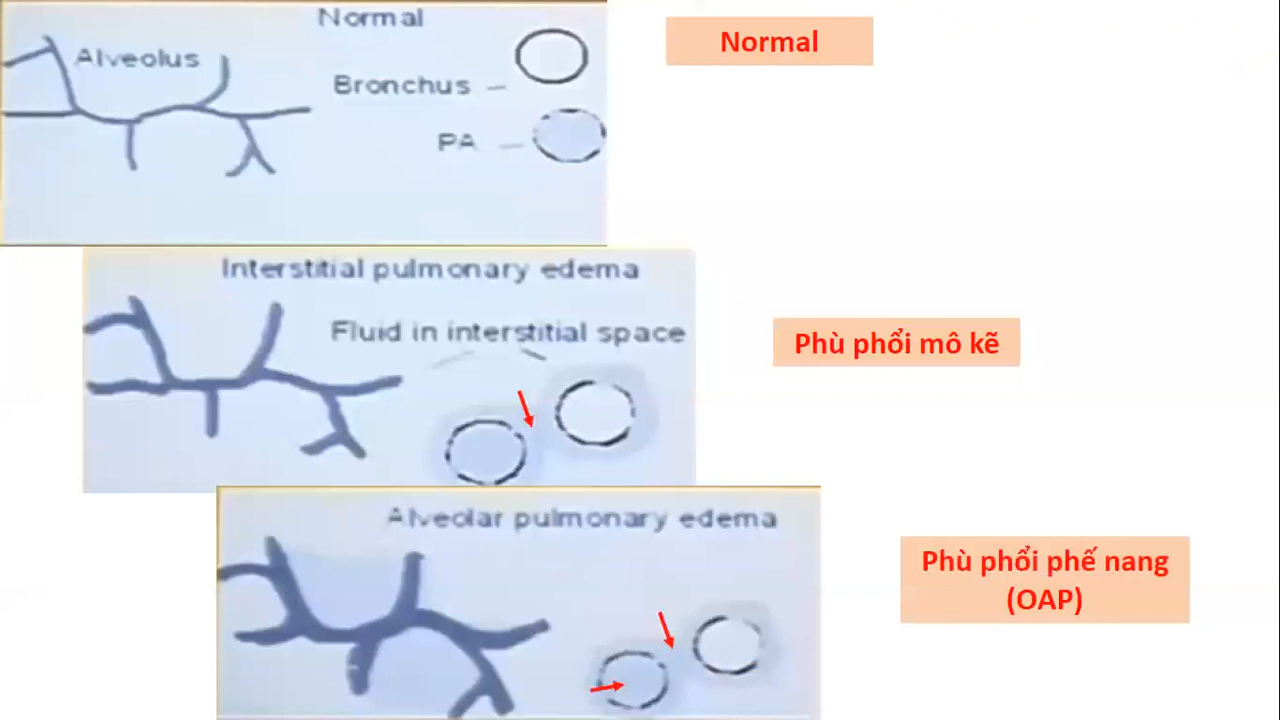 Normal
Normal
Alveolus
Bronchus
PA
Interstitial pulmonary edema
Fluid in interstitial space
Phù phổi mô kẽ
Alveolar pulmonary edema
Phù phổi phế nang
(OAP)